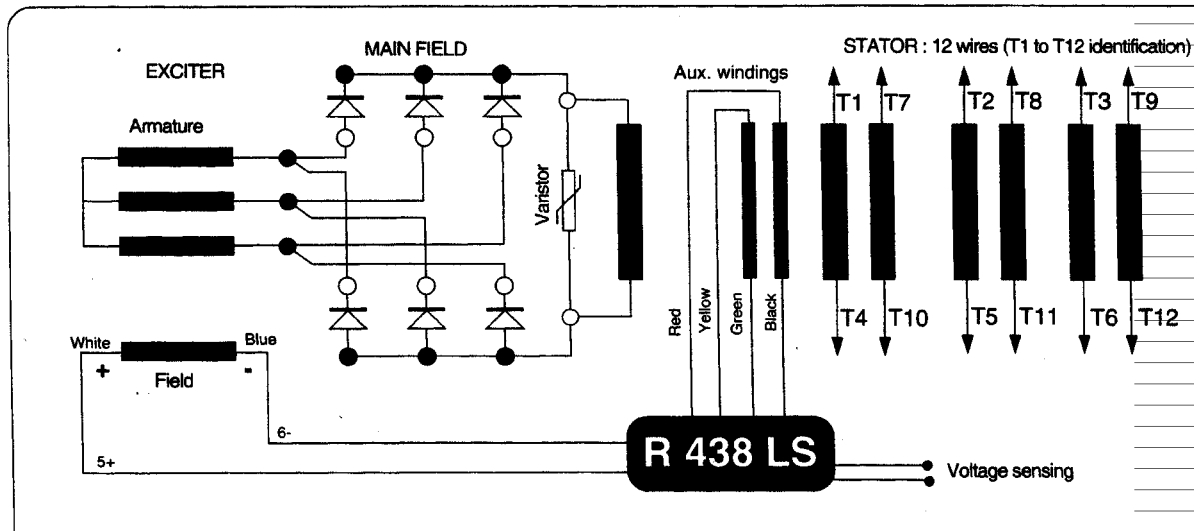 MAIN FIELD
STATOR : 12 wires (T1 to T12 identification)
EXCITER
Aux. windings
Armature
T1 T7 T2 T8 T3 T9
Varistor
Red
Yellow
Green
Black
T4 T10 T5 T11 T6 T12
White
Blue
+
-
Field
6-
5+
R 438 LS
Voltage sensing